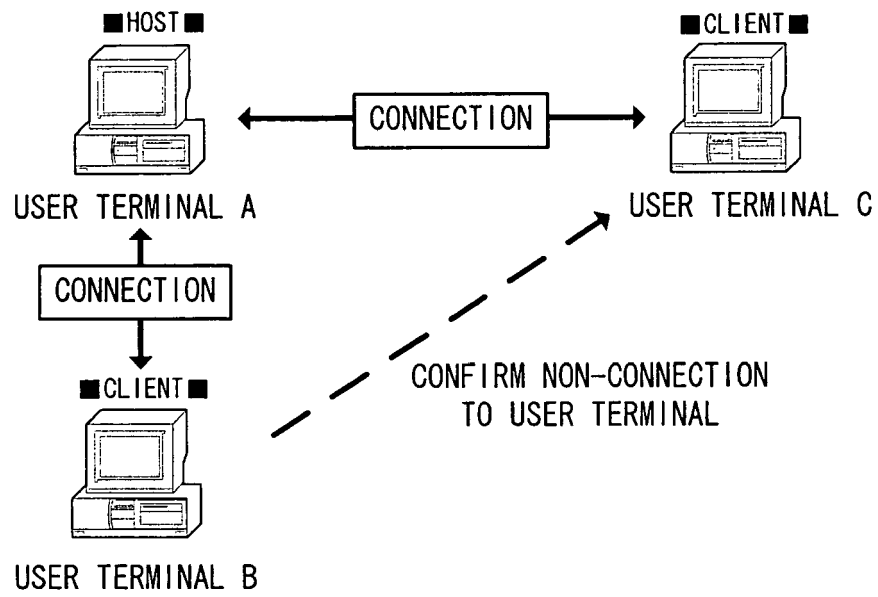 ■HOST■
■CLIENT■
CONNECTION
USER TERMINAL A
USER TERMINAL C
CONNECTION
CONFIRM NON-CONNECTION
TO USER TERMINAL
■CLIENT■
USER TERMINAL B